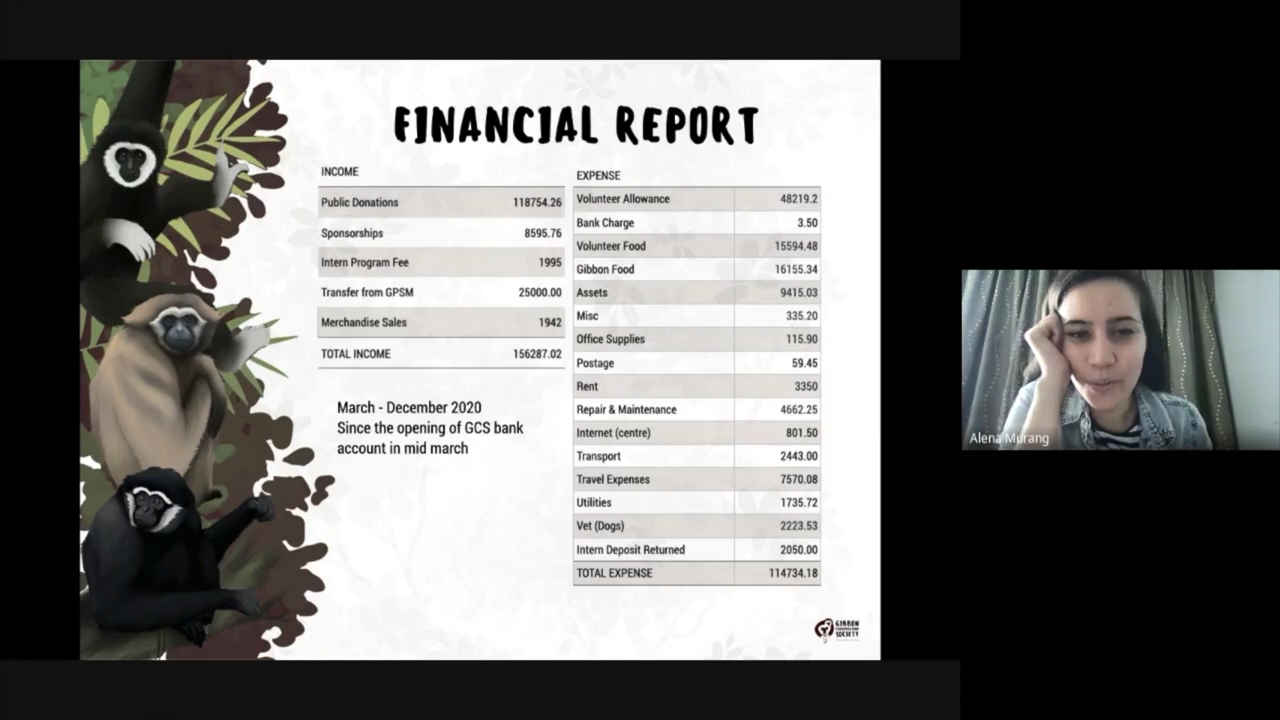 FINANCIAL REPORT
INCOME
Public Donations 118754.26
Sponsorships 8595.76
Intern Program Fee 1995
Transfer from GPSM 25000.00
Merchandise Sales 1942
TOTAL INCOME 156287.02
March - December 2020
Since the opening of GCS bank
account in mid march
EXPENSE
Volunteer Allowance 48219.2
Bank Charge 3.50
Volunteer Food 15594.48
Gibbon Food 16155.34
Assets 9415.03
Misc 335.20
Office Supplies 115.90
Postage 59.45
Rent 3350
Repair & Maintenance 4662.25
Internet (centre) 801.50
Transport 2443.00
Travel Expenses 7570.08
Utilities 1735.72
Vet (Dogs) 2223.53
Intern Deposit Returned 2050.00
TOTAL EXPENSE 114734.18
GIBBON
SOCIETY
Alena Murang